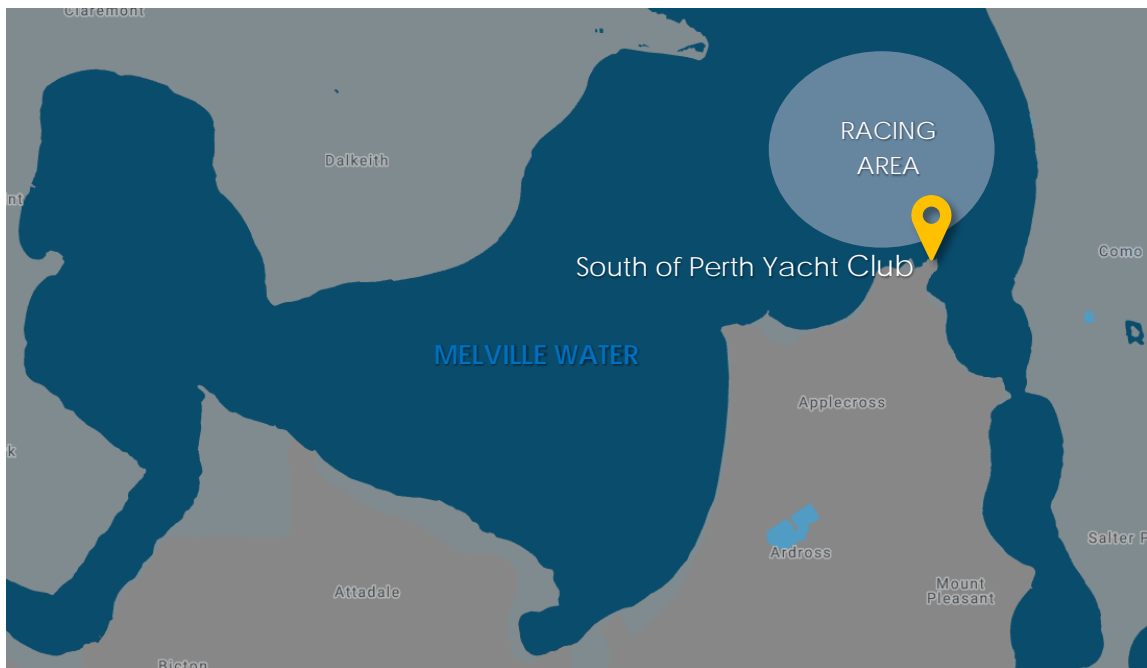 Claremont
RACING
AREA
Dalkeith
Como
South of Perth Yacht Club
MELVILLE WATER
Applecross
Ardross
Salter
Attadale
Mount
Pleasant
Bicton